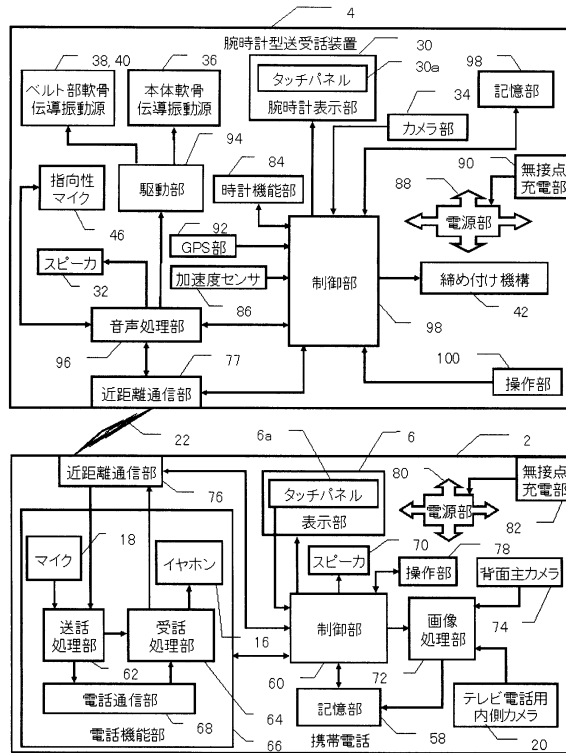 4
腕時計型送受話装置
38, 40
36
30
98
ベルト部軟骨
伝導振動源
本体軟骨
伝導振動源
タッチパネル
30a
腕時計表示部
記憶部
34
カメラ部
94
84
90
無接点
充電部
指向性
マイク
駆動部
時計機能部
88
46
92
電源部
GPS部
スピーカ
加速度センサ
制御部
締め付け機構
32
86
42
音声処理部
98
96
77
100
近距離通信部
操作部
22
6a
6
2
近距離通信部
タッチパネル
80
無接点
充電部
76
表示部
電源部
82
18
70
78
マイク
イヤホン
スピーカ
操作部
背面主カメラ
送話
処理部
受話
処理部
16
制御部
画像
処理部
74
62
60
72
電話通信部
64
記憶部
テレビ電話用
内側カメラ
68
58
電話機能部
66
携帯電話
20